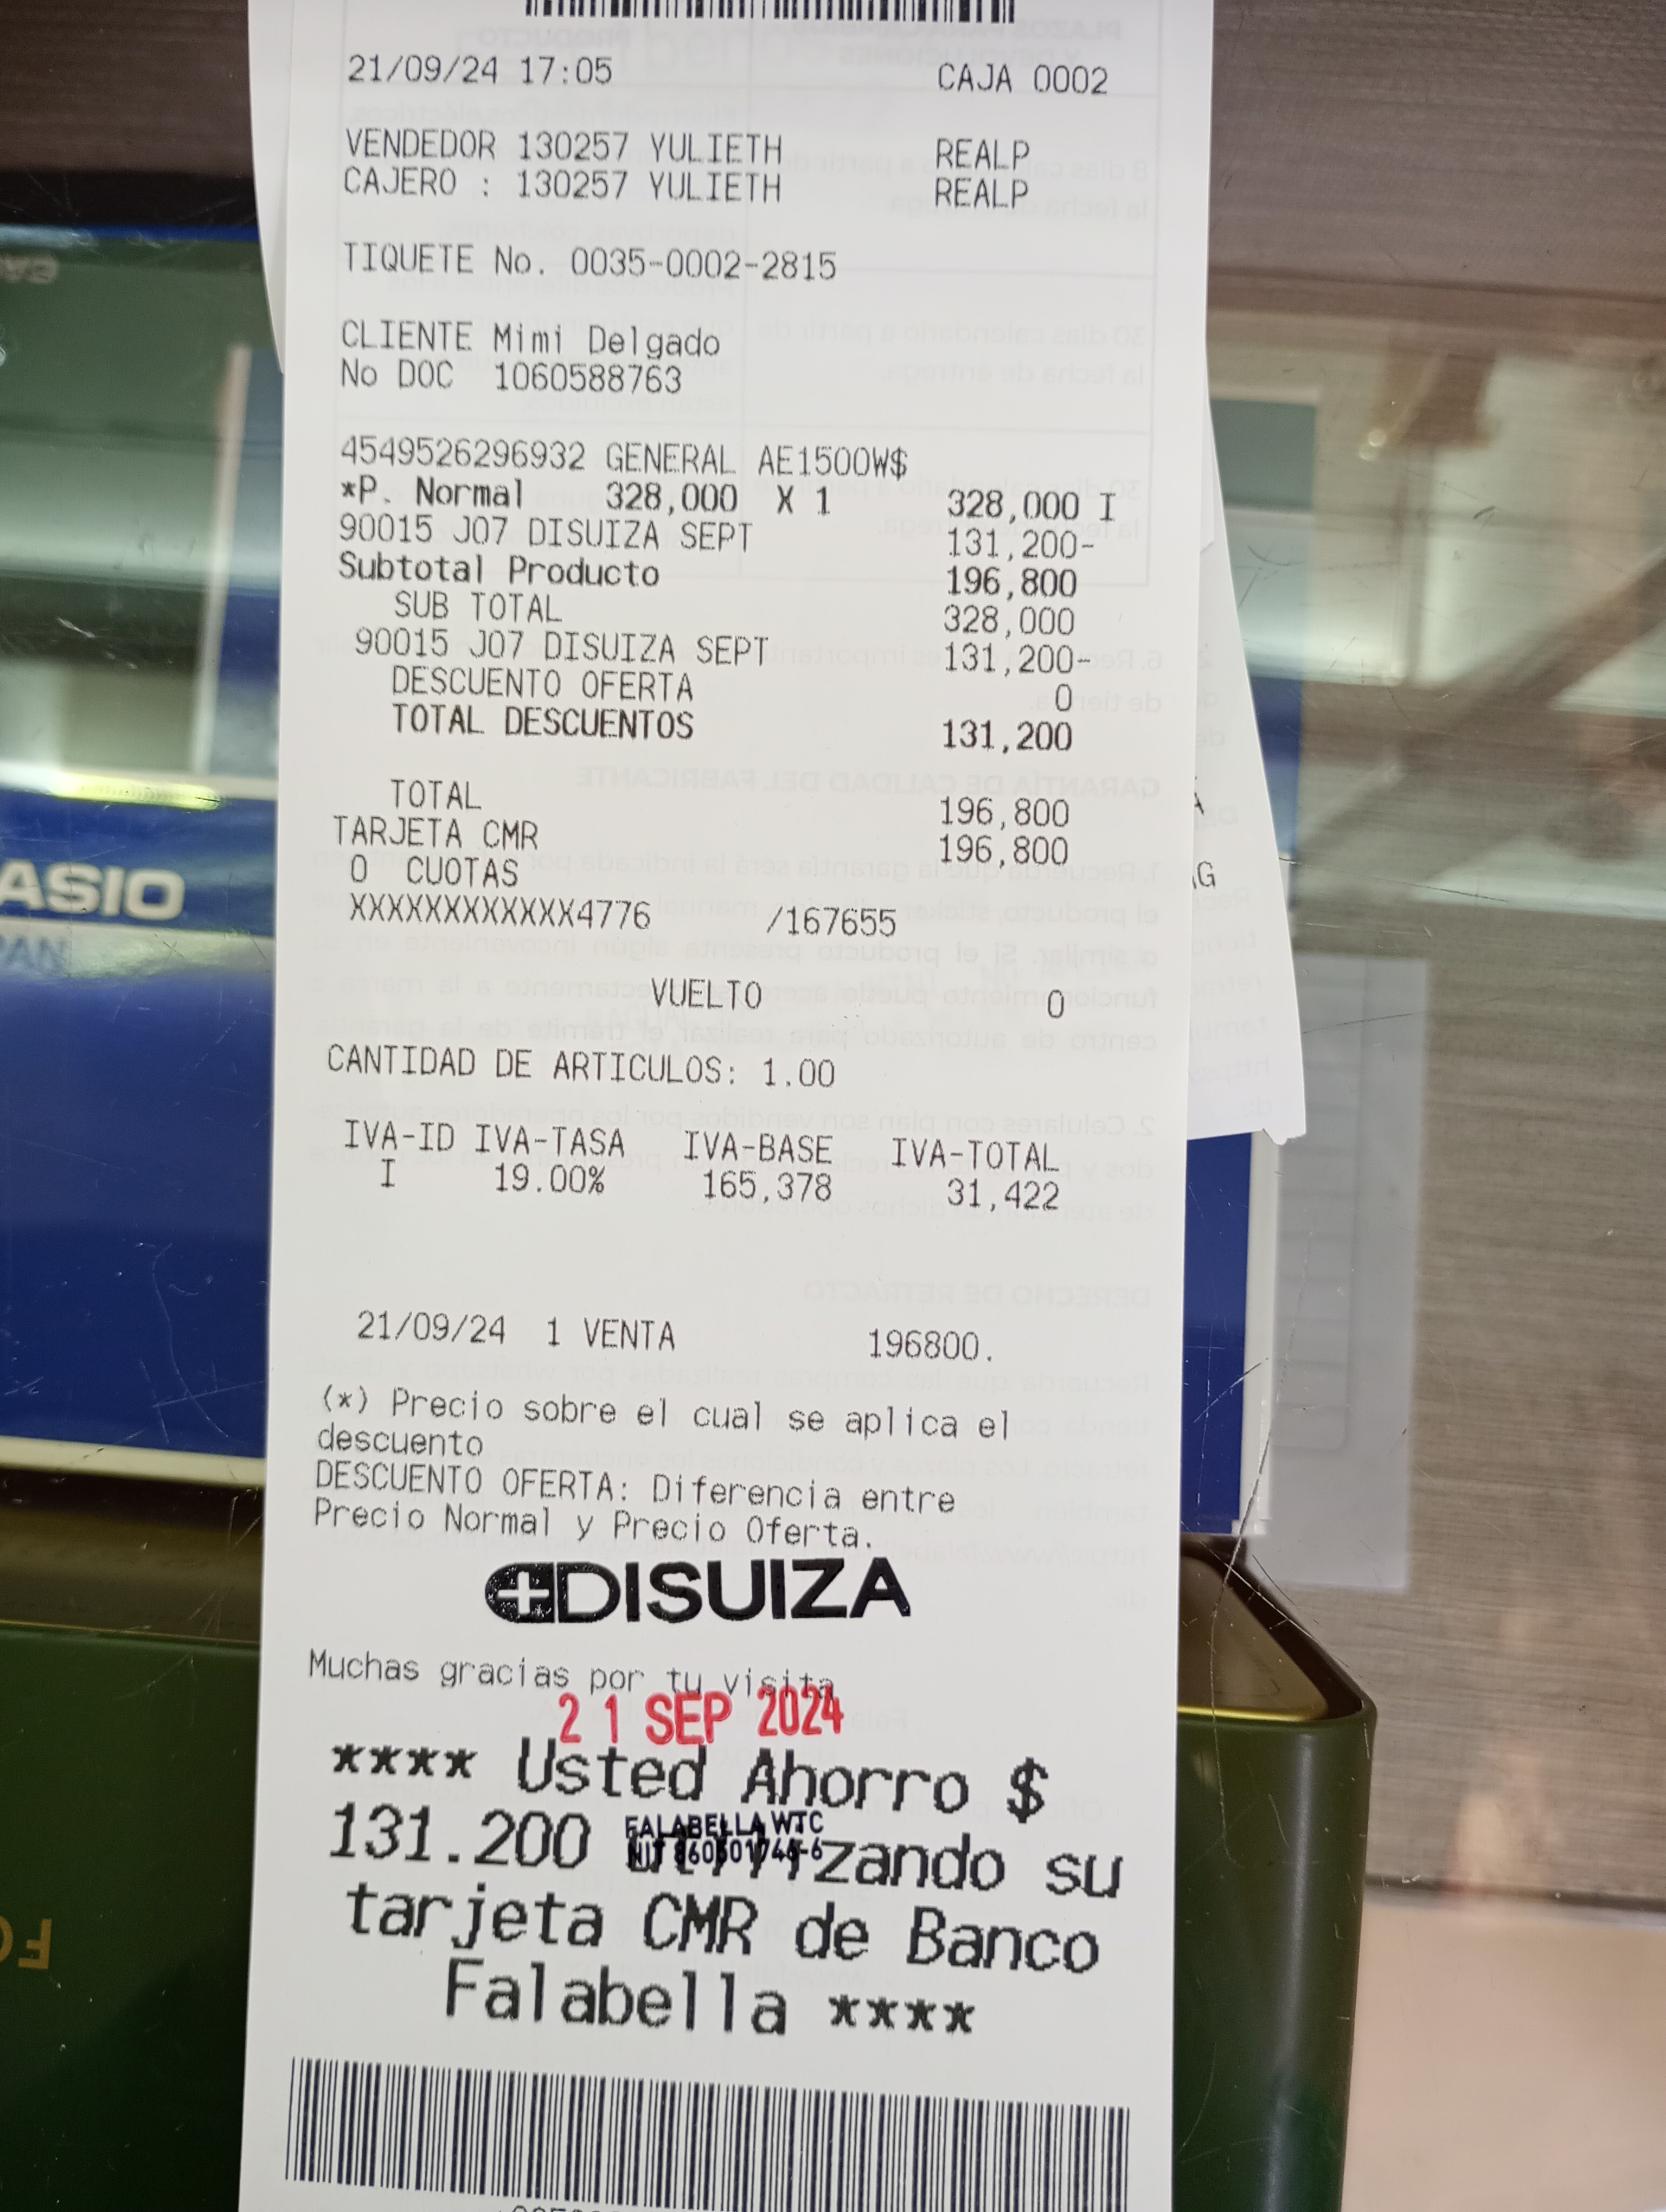 21/09/24 17:05 CAJA 0002
VENDEDOR 130257 YULIETH REALP
CAJERO : 130257 YULIETH REALP
TIQUETE No. 0035-0002-2815
CLIENTE Mimi Delgado
No DOC 1060588763
4549526296932 GENERAL AE1500W$
*P. Normal 328,000 X 1 328,000 I
90015 J07 DISUIZA SEPT 131,200-
Subtotal Producto 196,800
SUB TOTAL 328,000
90015 J07 DISUIZA SEPT 131,200-
DESCUENTO OFERTA 0
TOTAL DESCUENTOS 131,200
TOTAL 196,800
TARJETA CMR 196,800
0 CUOTAS
XXXXXXXXXXXX4776 /167655
VUELTO 0
CANTIDAD DE ARTICULOS: 1.00
IVA-ID IVA-TASA IVA-BASE IVA-TOTAL
I 19.00% 165,378 31,422
21/09/24 1 VENTA 196800.
(*) Precio sobre el cual se aplica el
descuento
DESCUENTO OFERTA: Diferencia entre
Precio Normal y Precio Oferta.
DISUIZA
Muchas gracias por tu visita
21 SEP 2024
**** Usted Ahorro $
131.200 utilizando su
tarjeta CMR de Banco
Falabella ****
FALABELLA WTC
ASIO
PAN